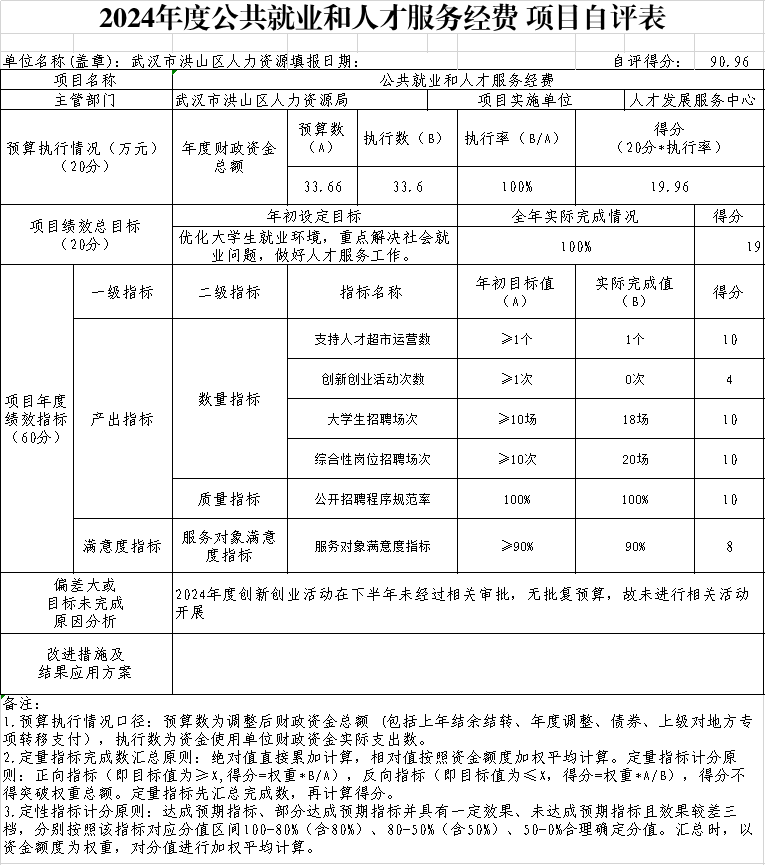 2024年度公共就业和人才服务经费 项目自评表
单位名称(盖章): 武汉市洪山区人力资源填报日期: 自评得分: 90.96
项目名称 公共就业和人才服务经费
主管部门 武汉市洪山区人力资源局 项目实施单位 人才发展服务中心
预算执行情况（万元）
（20分）
年度财政资金
总额
预算数
（A）
执行数（B）
执行率（B/A）
得分
（20分*执行率）
33.66 33.6 100% 19.96
项目绩效总目标
（20分）
年初设定目标 全年实际完成情况 得分
优化大学生就业环境，重点解决社会就
业问题，做好人才服务工作。
100% 19
项目年度
绩效指标
（60分）
一级指标 二级指标 指标名称
年初目标值
（A）
实际完成值
（B）
得分
产出指标
数量指标
支持人才超市运营数 ≥1个 1个 10
创新创业活动次数 ≥1次 0次 4
大学生招聘场次 ≥10场 18场 10
综合性岗位招聘场次 ≥10次 20场 10
质量指标 公开招聘程序规范率 100% 100% 10
满意度指标
服务对象满意
度指标
服务对象满意度指标 ≥90% 90% 8
偏差大或
目标未完成
原因分析
2024年度创新创业活动在下半年未经过相关审批，无批复预算，故未进行相关活动
开展
改进措施及
结果应用方案
备注：
1.预算执行情况口径：预算数为调整后财政资金总额（包括上年结余结转、年度调整、债券、上级对地方专
项转移支付），执行数为资金使用单位财政资金实际支出数。
2.定量指标完成数汇总原则：绝对值直接累加计算，相对值按照资金额度加权平均计算。定量指标计分原
则：正向指标（即目标值为≥X,得分=权重*B/A），反向指标（即目标值为≤X，得分=权重*A/B），得分不
得突破权重总额。定量指标先汇总完成数，再计算得分。
3.定性指标计分原则：达成预期指标、部分达成预期指标并具有一定效果、未达成预期指标且效果较差三
档，分别按照该指标对应分值区间100-80%（含80%）、80-50%（含50%）、50-0%合理确定分值。汇总时，以
资金额度为权重，对分值进行加权平均计算。